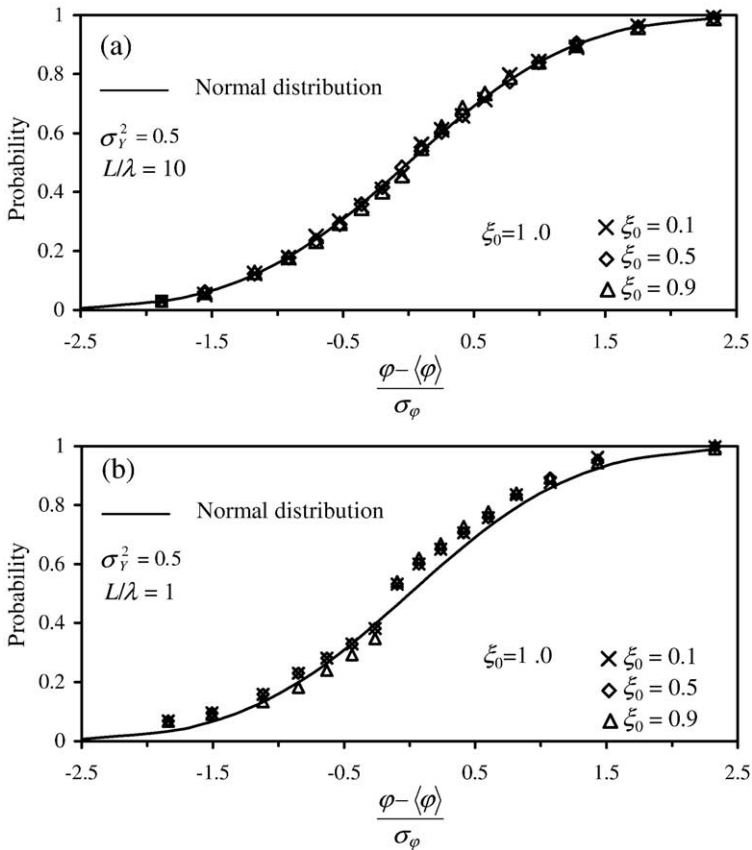 (a)
Normal distribution
σ_Y^2 = 0.5
L/λ = 10
ξ₀=1 .0
ξ₀ = 0.1
ξ₀ = 0.5
ξ₀ = 0.9
Probability
1
0.8
0.6
0.4
0.2
0
-2.5 -1.5 -0.5 0.5 1.5 2.5
φ−⟨φ⟩
σ_φ
(b)
Normal distribution
σ_Y^2 = 0.5
L/λ = 1
ξ₀=1 .0
ξ₀ = 0.1
ξ₀ = 0.5
ξ₀ = 0.9
Probability
1
0.8
0.6
0.4
0.2
0
-2.5 -1.5 -0.5 0.5 1.5 2.5
φ−⟨φ⟩
σ_φ